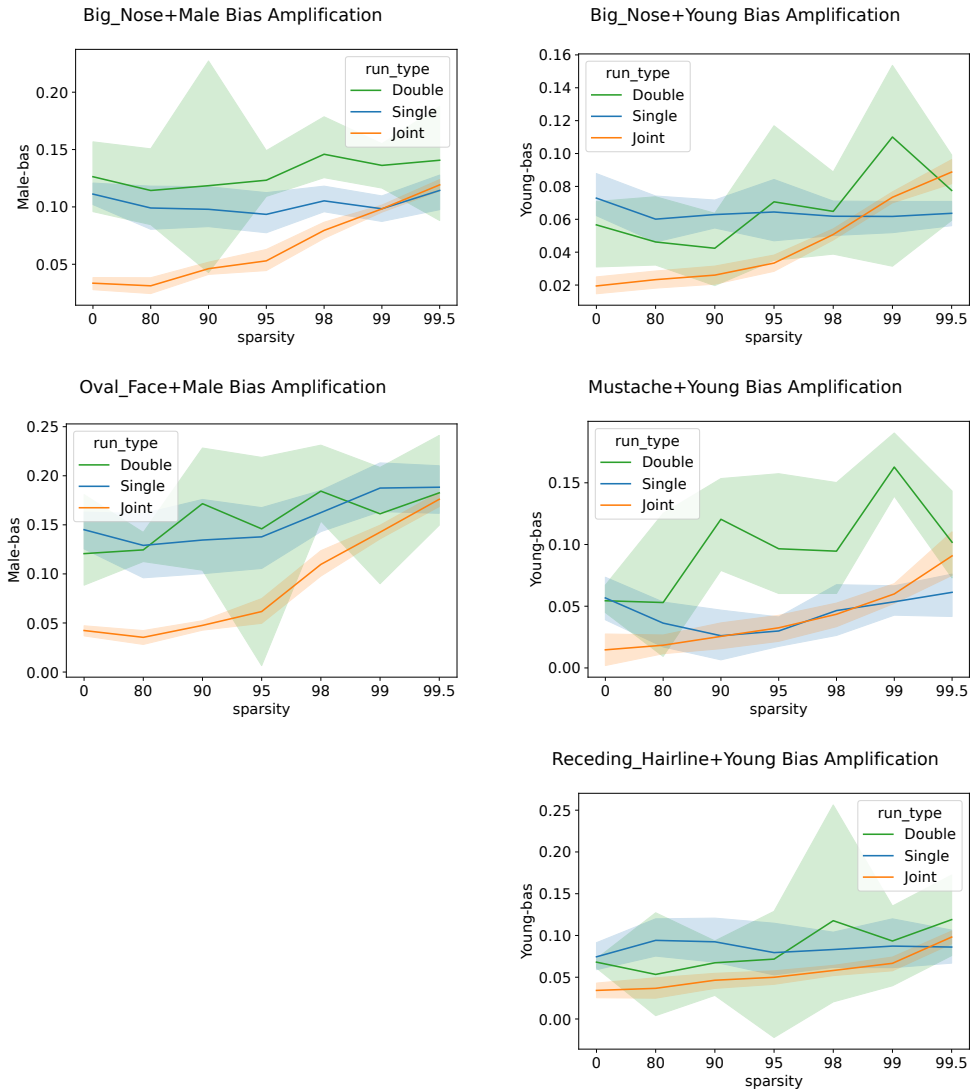 Big_Nose+Male Bias Amplification
run_type
Double
Single
Joint
Male-bas
0.20
0.15
0.10
0.05
0 80 90 95 98 99 99.5
sparsity
Big_Nose+Young Bias Amplification
run_type
Double
Single
Joint
Young-bas
0.16
0.14
0.12
0.10
0.08
0.06
0.04
0.02
0 80 90 95 98 99 99.5
sparsity
Oval_Face+Male Bias Amplification
run_type
Double
Single
Joint
Male-bas
0.25
0.20
0.15
0.10
0.05
0.00
0 80 90 95 98 99 99.5
sparsity
Mustache+Young Bias Amplification
run_type
Double
Single
Joint
Young-bas
0.15
0.10
0.05
0.00
0 80 90 95 98 99 99.5
sparsity
Receding_Hairline+Young Bias Amplification
run_type
Double
Single
Joint
Young-bas
0.25
0.20
0.15
0.10
0.05
0.00
0 80 90 95 98 99 99.5
sparsity